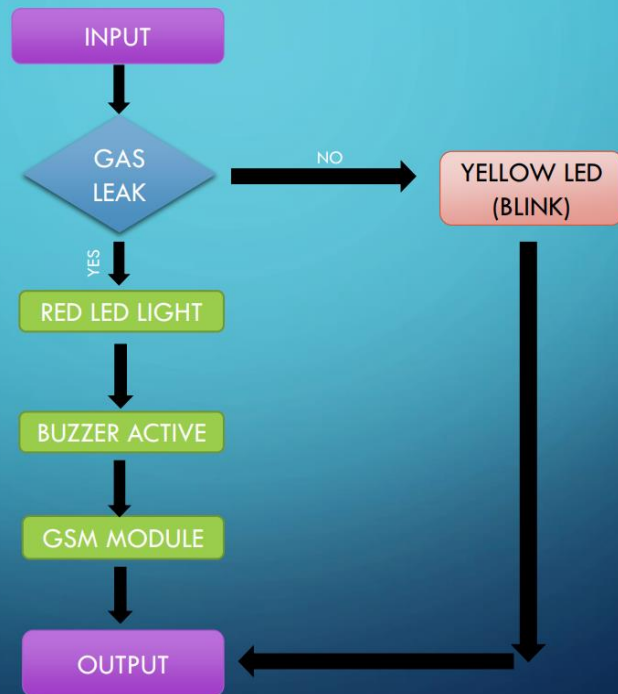 INPUT
GAS
LEAK
NO
YELLOW LED
(BLINK)
YES
RED LED LIGHT
BUZZER ACTIVE
GSM MODULE
OUTPUT